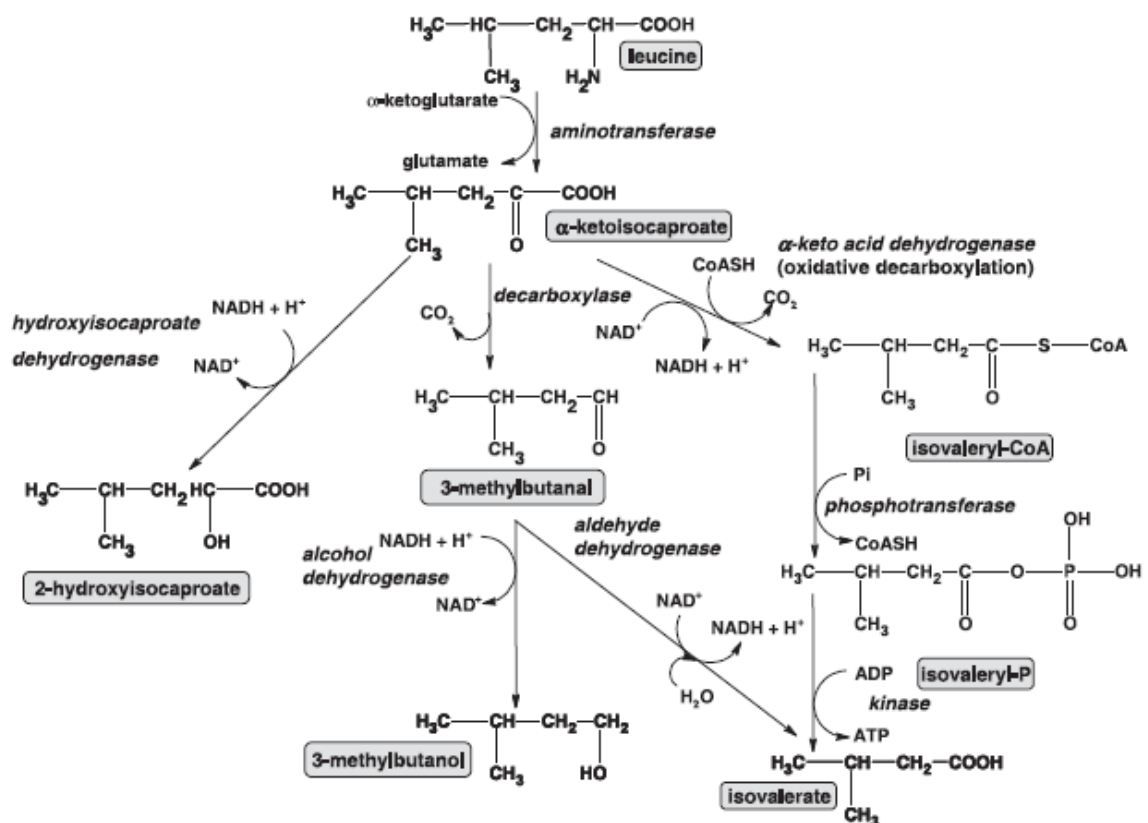 H₃C—HC—CH₂—CH—COOH
leucine
CH₃
H₂N
α-ketoglutarate
aminotransferase
glutamate
H₃C—CH—CH₂—C—COOH
α-ketoisocaproate
CH₃
O
α-keto acid dehydrogenase
(oxidative decarboxylation)
CoASH
CO₂
NAD⁺
NADH + H⁺
decarboxylase
CO₂
hydroxyisocaproate
dehydrogenase
NADH + H⁺
NAD⁺
H₃C—CH—CH₂—C—S—CoA
CH₃
O
isovaleryl-CoA
H₃C—CH—CH₂—CH
CH₃
O
3-methylbutanal
H₃C—CH—CH₂HC—COOH
CH₃
OH
2-hydroxyisocaproate
Pi
phosphotransferase
CoASH
alcohol
dehydrogenase
NADH + H⁺
NAD⁺
aldehyde
dehydrogenase
NAD⁺
NADH + H⁺
H₂O
OH
H₃C—CH—CH₂—C—O—P—OH
CH₃
O
O
isovaleryl-P
ADP
kinase
ATP
H₃C—CH—CH₂—CH₂
3-methylbutanol
CH₃
HO
H₃C—CH—CH₂—COOH
isovalerate
CH₃